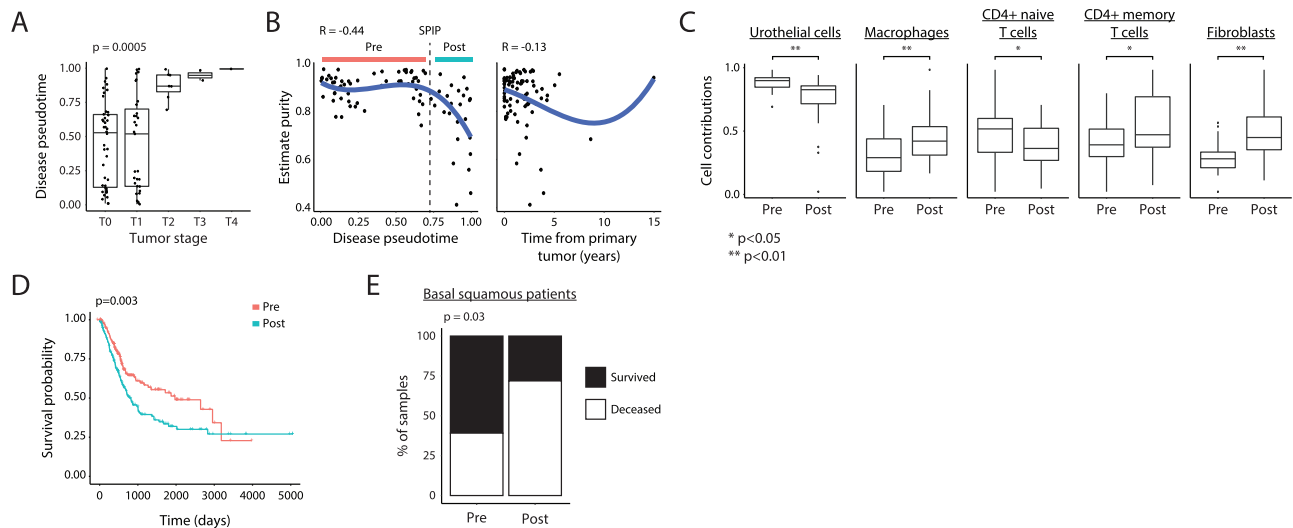 A
p = 0.0005
Disease pseudotime
1.00
0.75
0.50
0.25
0.00
T0 T1 T2 T3 T4
Tumor stage
B
R = -0.44
SPIP
Pre
Post
Estimate purity
1.0
0.8
0.6
0.4
0.00 0.25 0.50 0.75 1.00
Disease pseudotime
R = -0.13
0 5 10 15
Time from primary
tumor (years)
C
Cell contributions
1.0
0.5
0.0
Urothelial cells
**
Pre Post
Macrophages
**
Pre Post
CD4+ naive
T cells
*
Pre Post
CD4+ memory
T cells
*
Pre Post
Fibroblasts
**
Pre Post
* p<0.05
** p<0.01
D
p=0.003
Pre
Post
Survival probability
1.00
0.75
0.50
0.25
0.00
0 1000 2000 3000 4000 5000
Time (days)
E
Basal squamous patients
p = 0.03
% of samples
100
75
50
25
0
Pre Post
Survived
Deceased